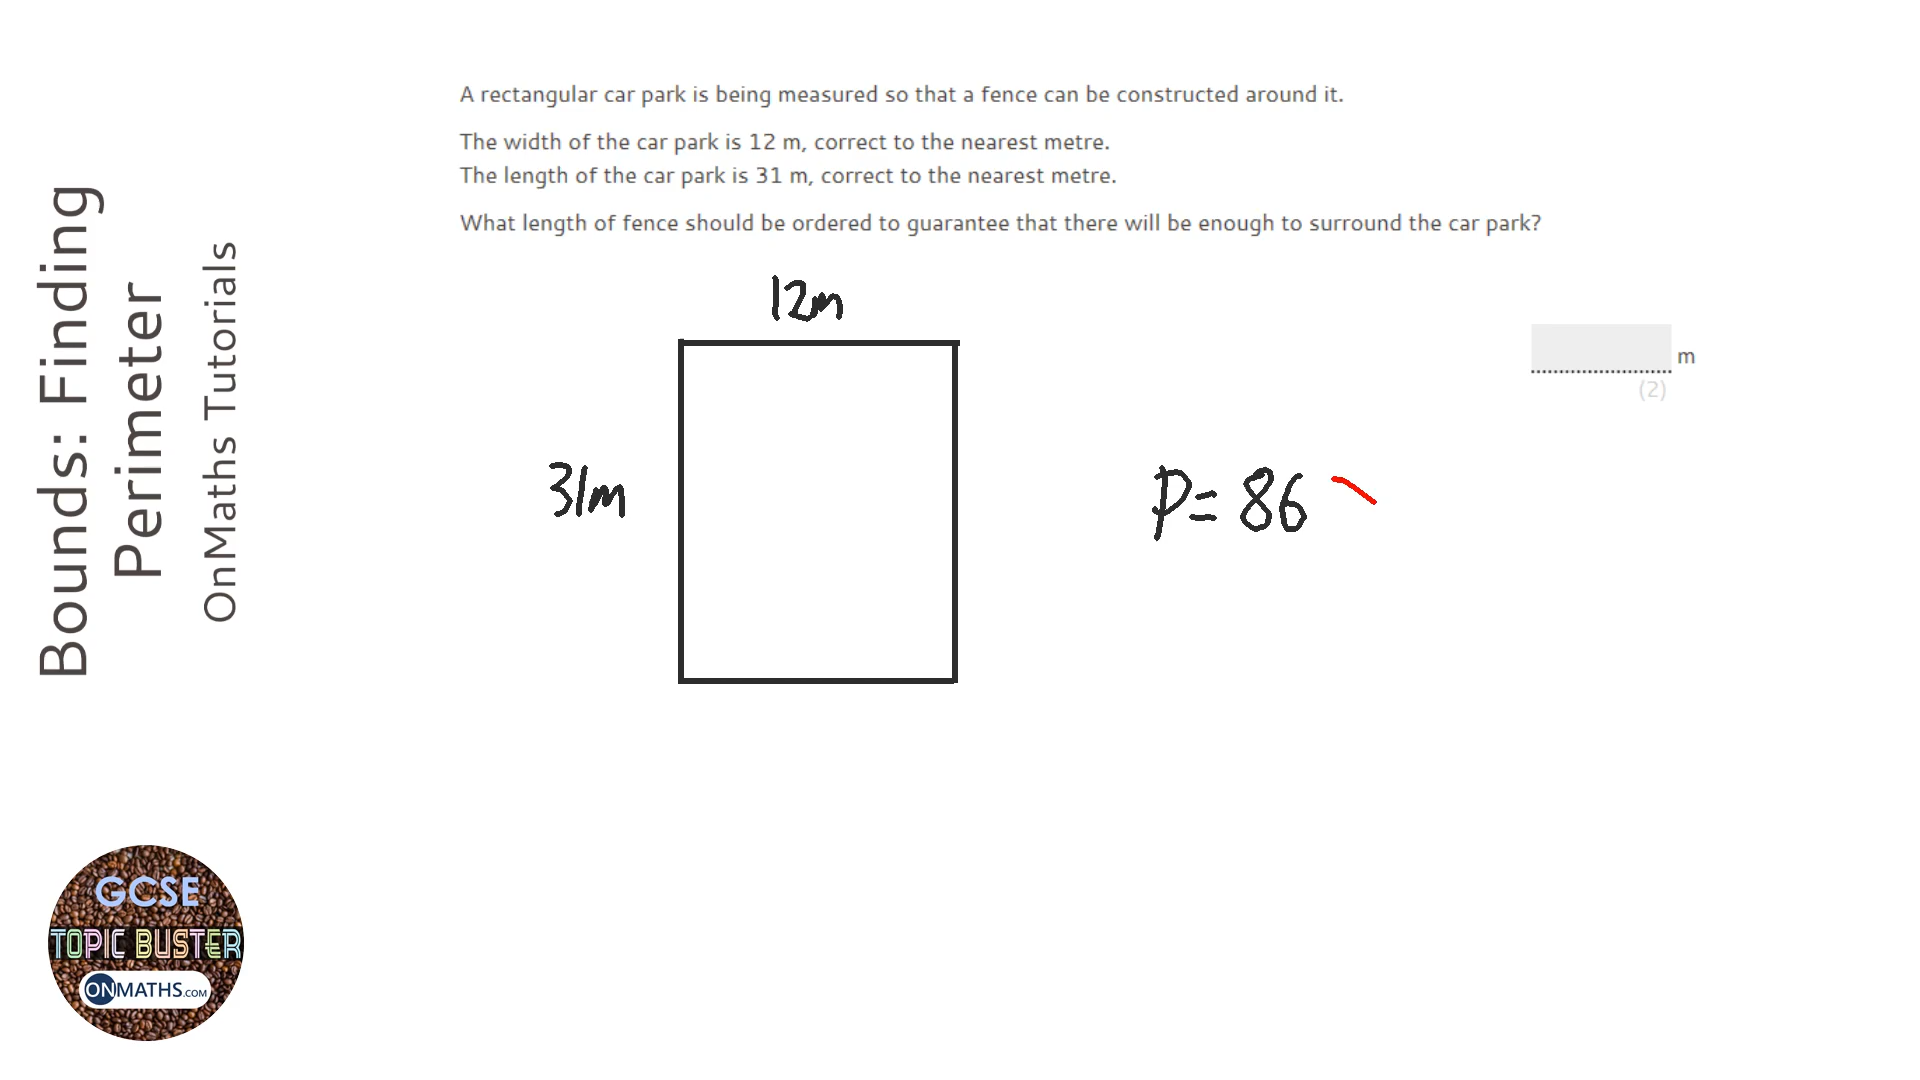 Bounds: Finding
Perimeter
OnMaths Tutorials
A rectangular car park is being measured so that a fence can be constructed around it.
The width of the car park is 12 m, correct to the nearest metre.
The length of the car park is 31 m, correct to the nearest metre.
What length of fence should be ordered to guarantee that there will be enough to surround the car park?
12m
m
(2)
31m
P= 86
GCSE
TOPIC BUSTER
ONMATHS.COM